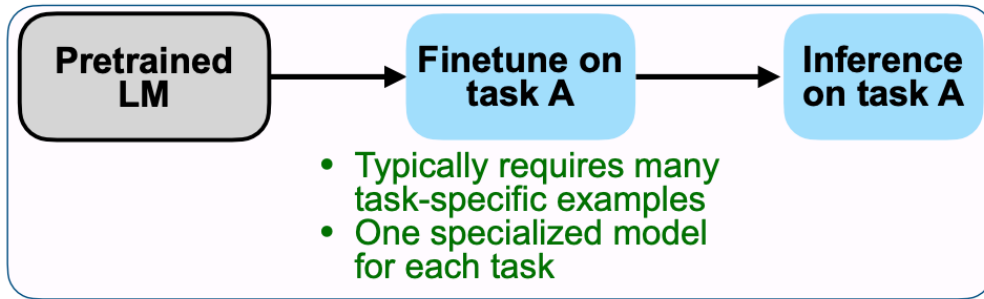 Pretrained
LM
Finetune on
task A
Inference
on task A
• Typically requires many
task-specific examples
• One specialized model
for each task